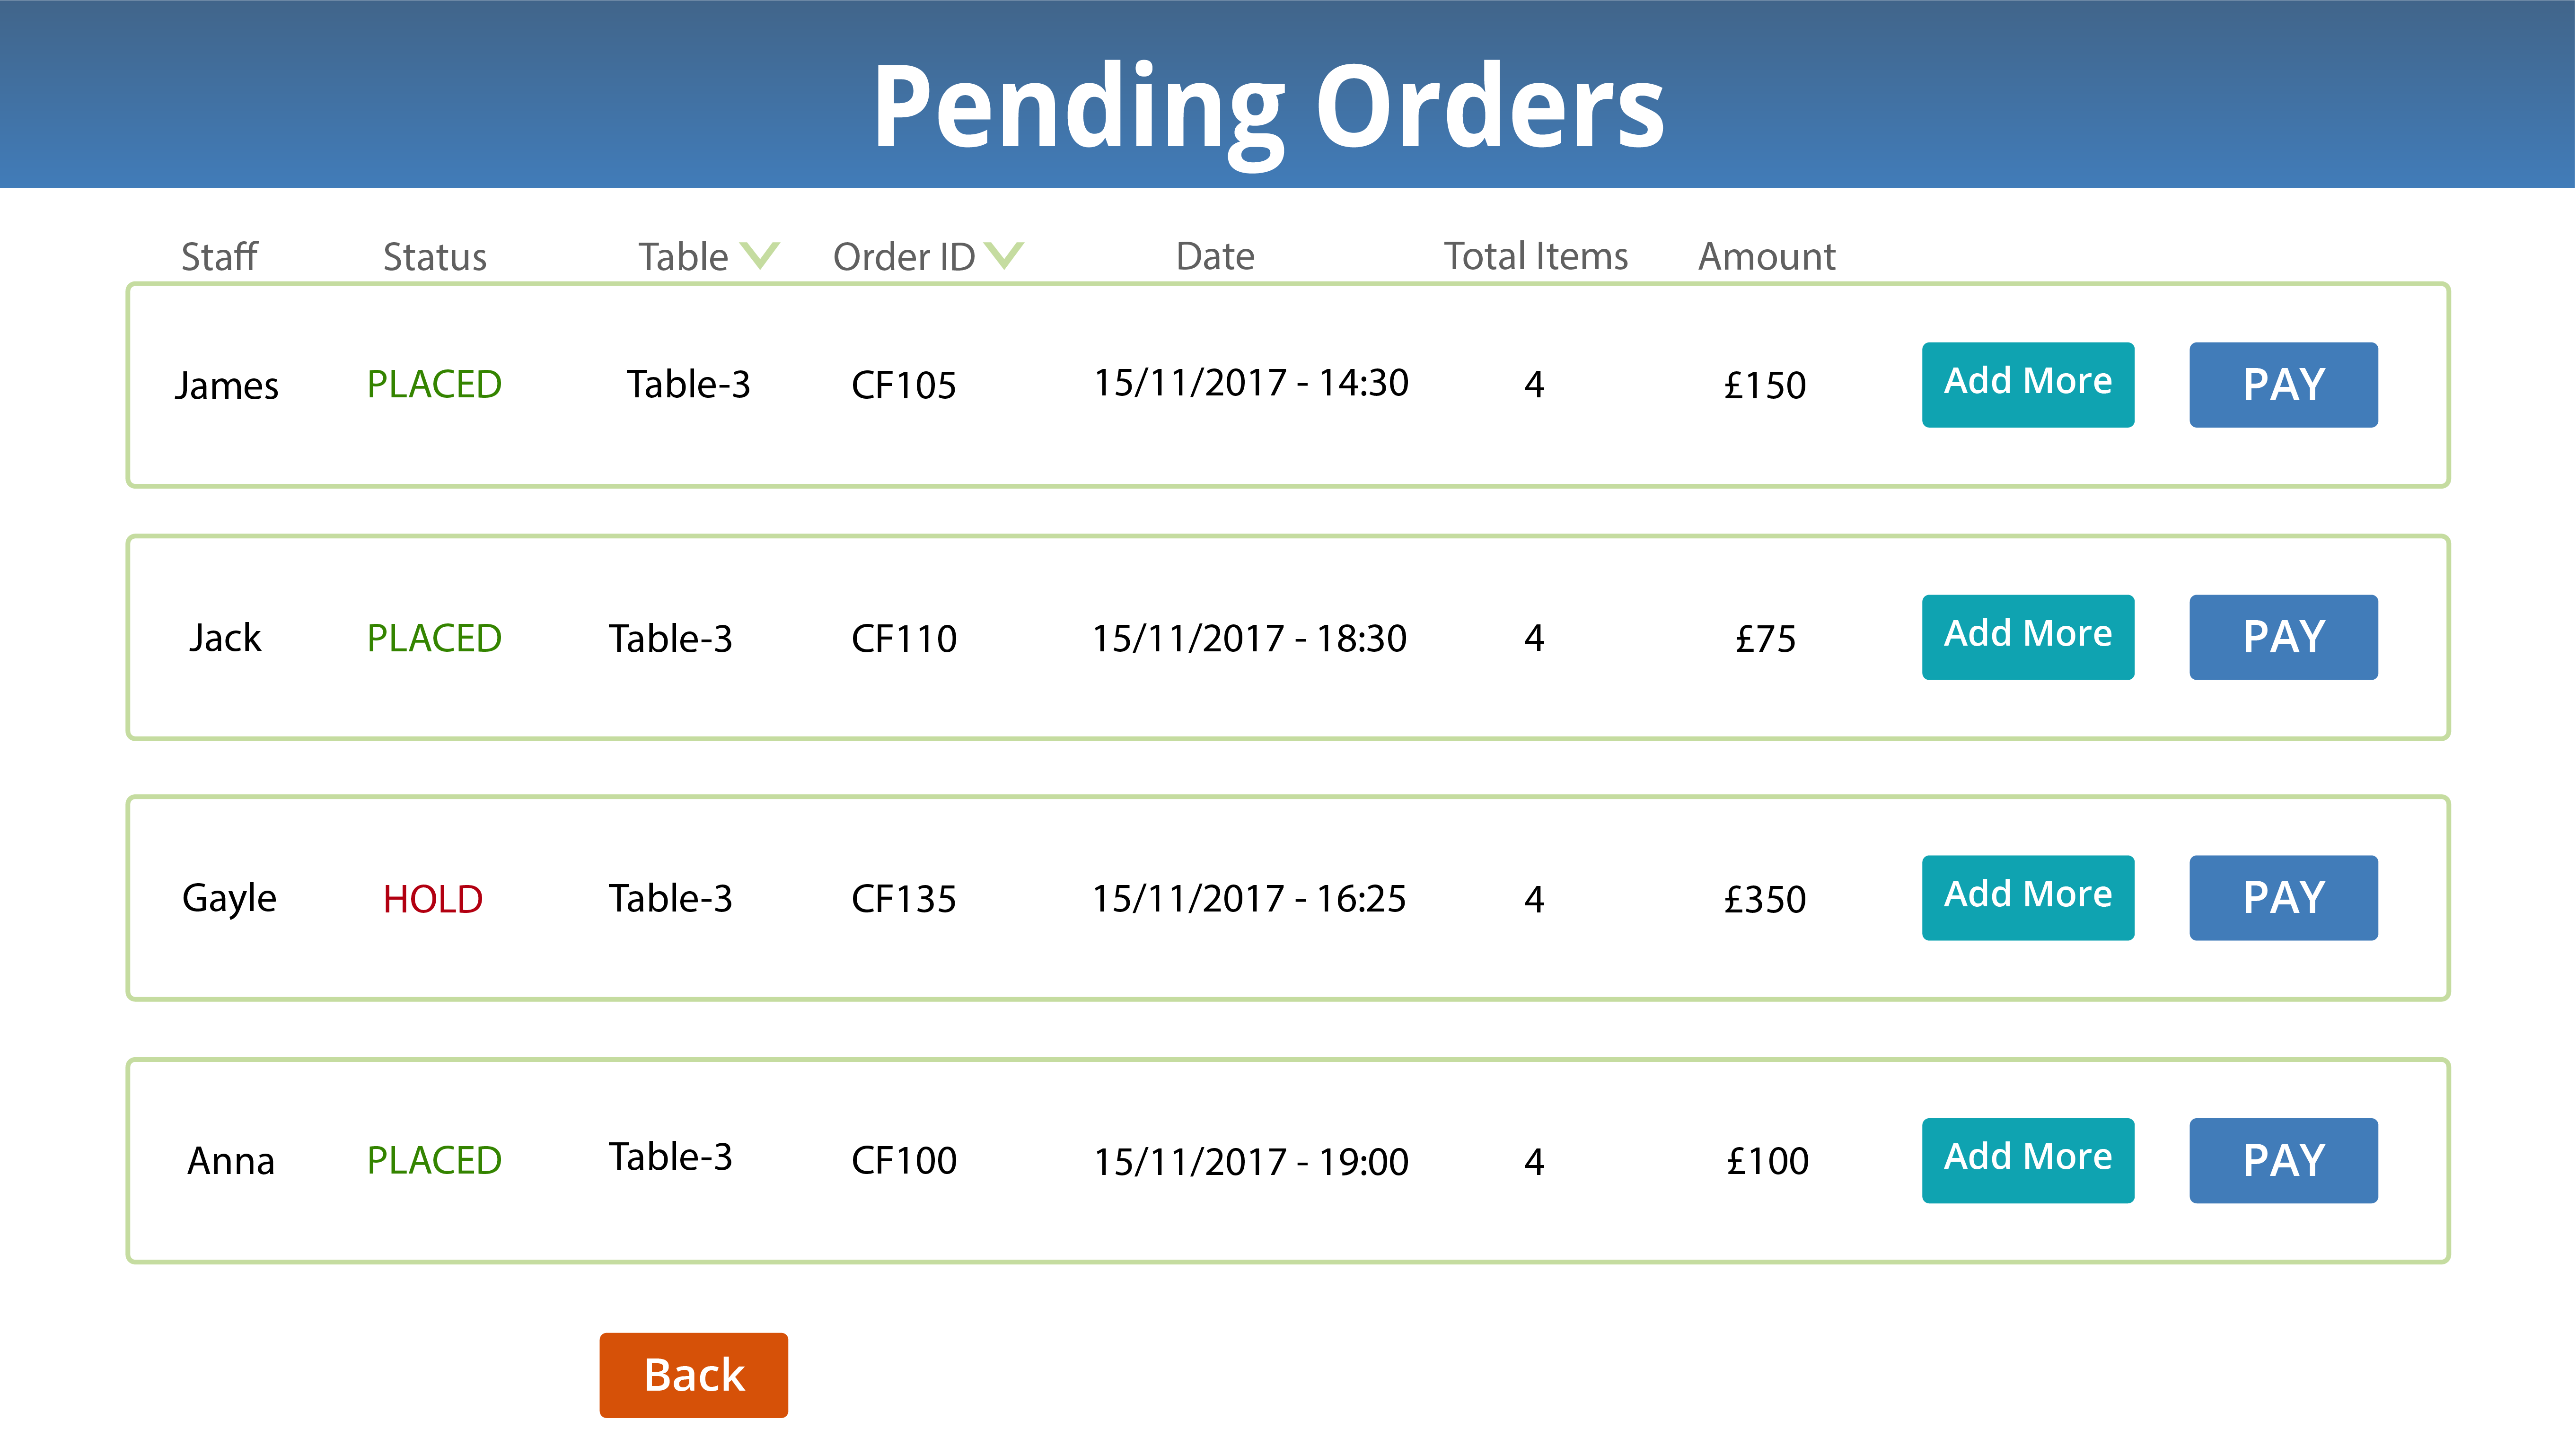 Pending Orders
Staff Status Table Order ID Date Total Items Amount
James PLACED Table-3 CF105 15/11/2017 - 14:30 4 £150 Add More PAY
Jack PLACED Table-3 CF110 15/11/2017 - 18:30 4 £75 Add More PAY
Gayle HOLD Table-3 CF135 15/11/2017 - 16:25 4 £350 Add More PAY
Anna PLACED Table-3 CF100 15/11/2017 - 19:00 4 £100 Add More PAY
Back